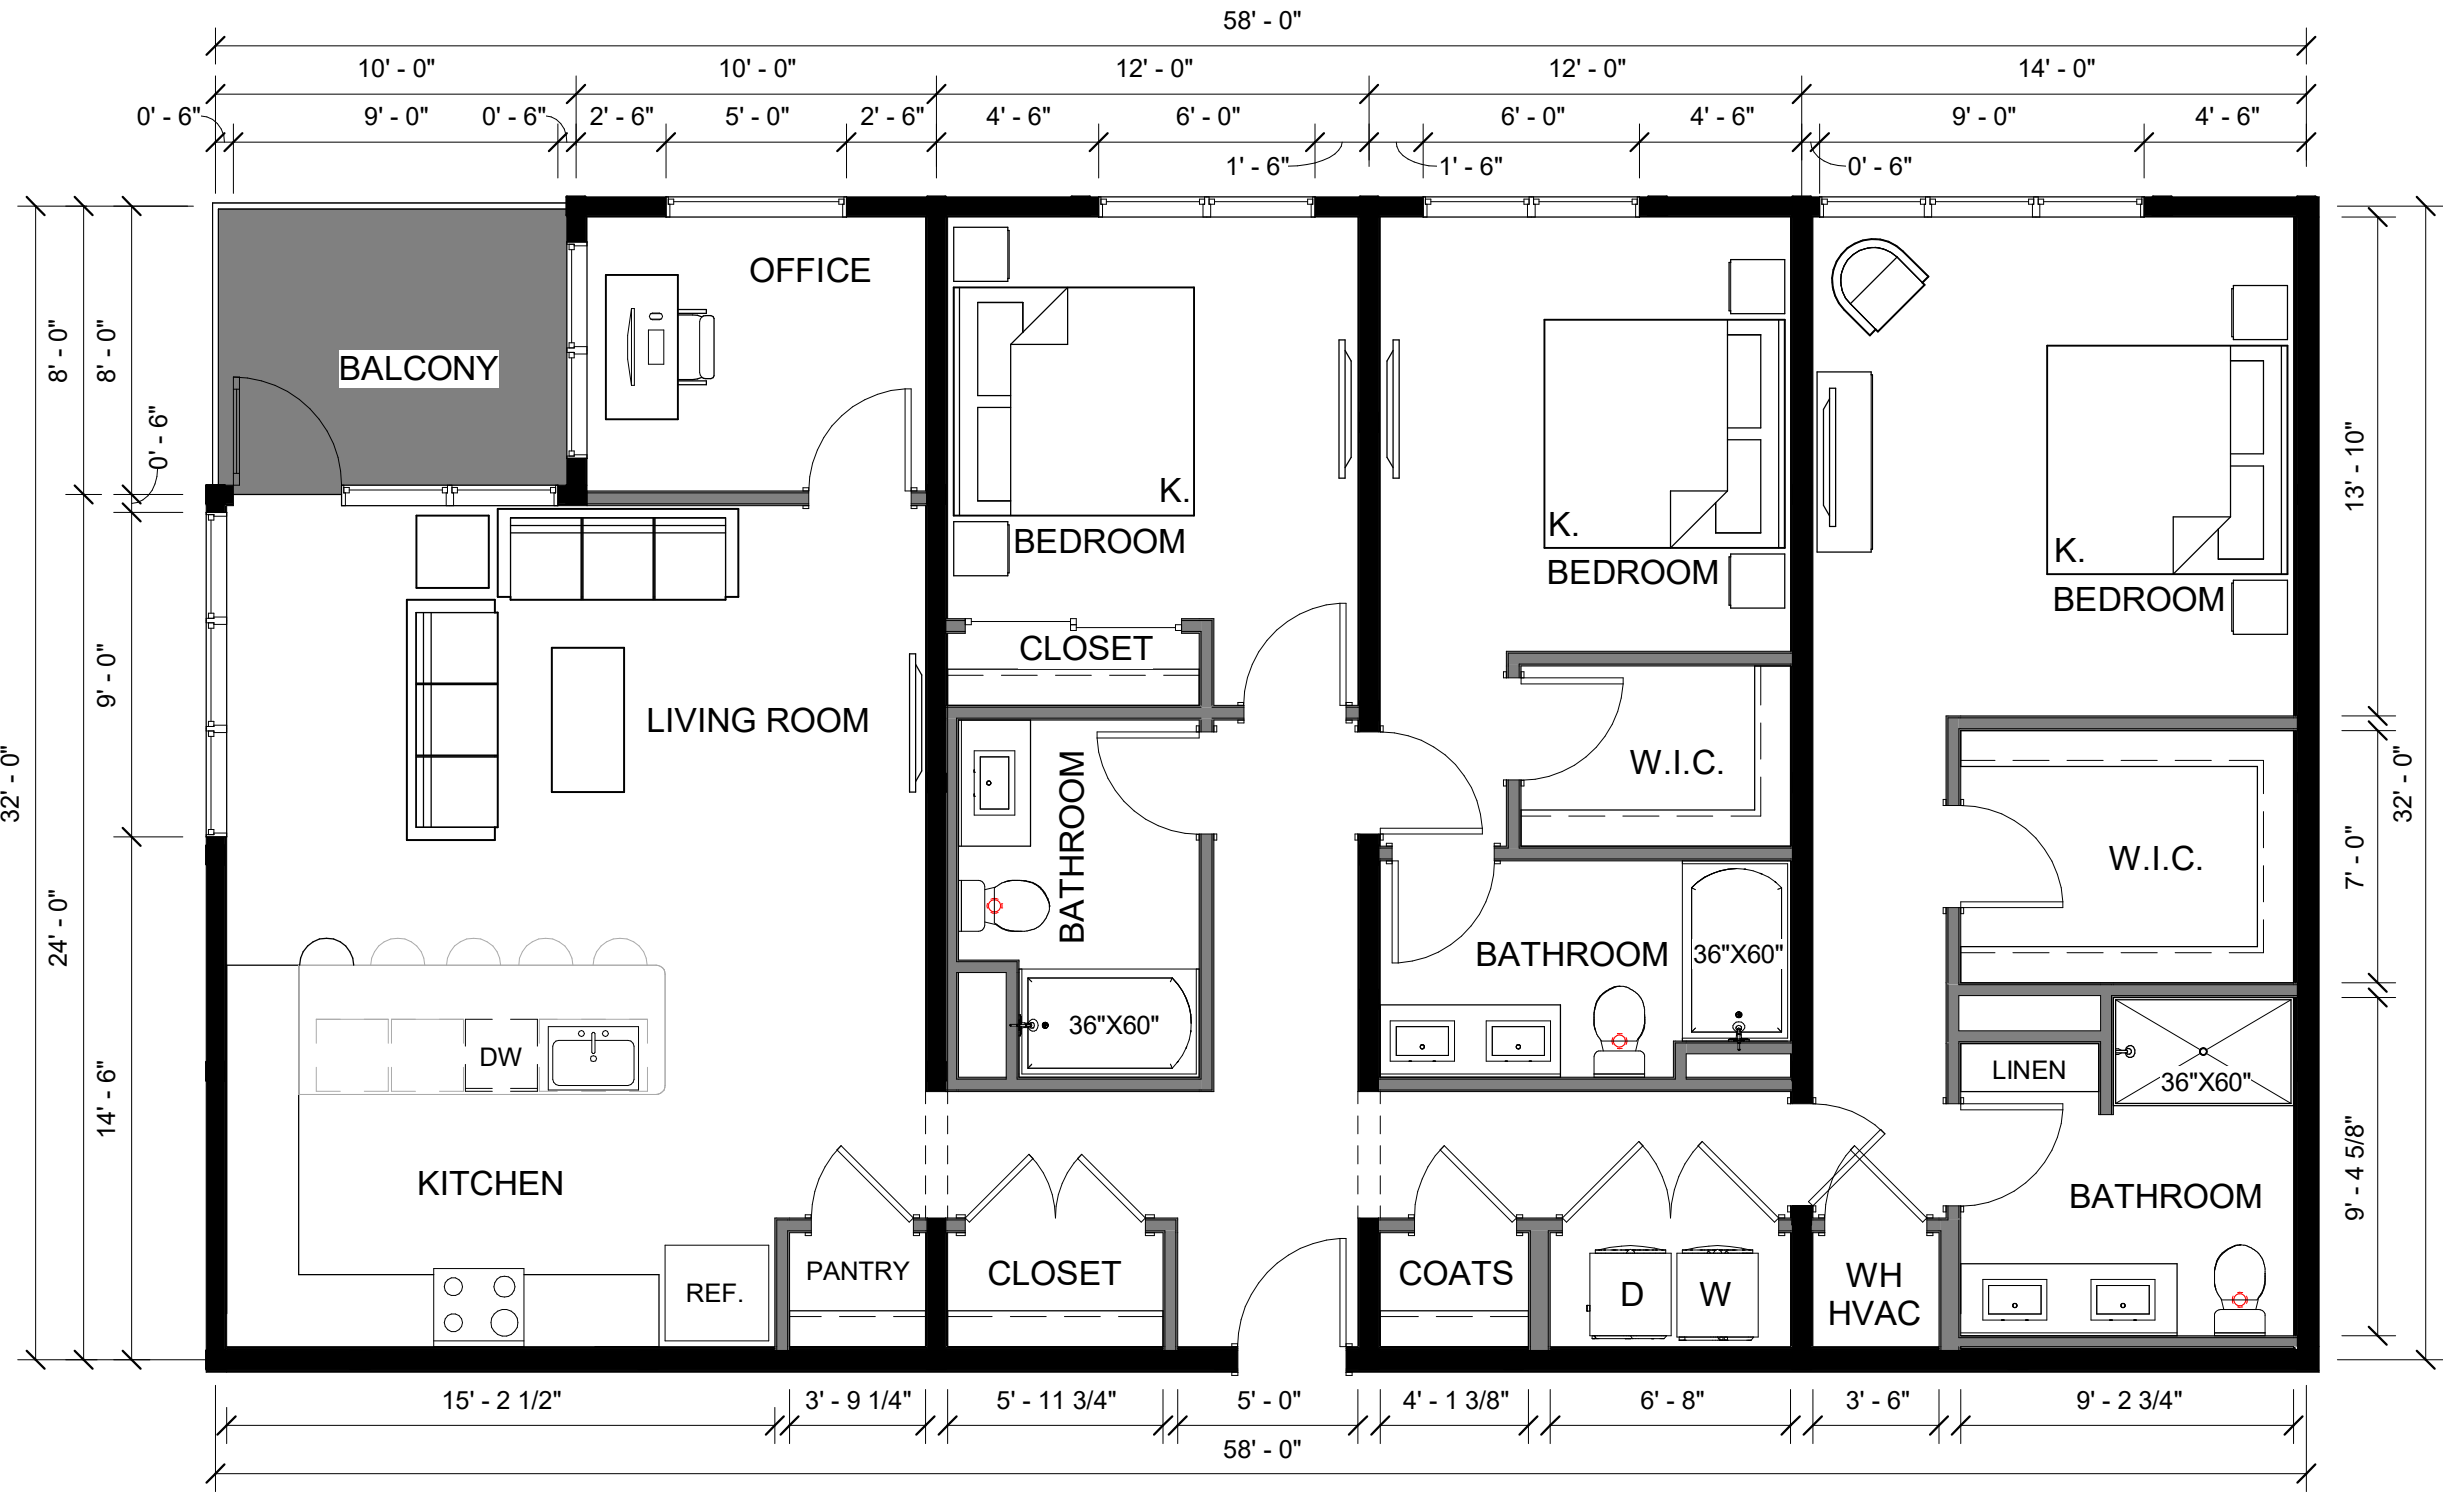 58' - 0"
10' - 0" 10' - 0" 12' - 0" 12' - 0" 14' - 0"
0' - 6" 9' - 0" 0' - 6" 2' - 6" 5' - 0" 2' - 6" 4' - 6" 6' - 0" 6' - 0" 4' - 6" 9' - 0" 4' - 6"
1' - 6" 1' - 6" 0' - 6"
32' - 0"
8' - 0"
24' - 0"
8' - 0"
0' - 6"
9' - 0"
14' - 6"
BALCONY
OFFICE
K.
BEDROOM
K.
BEDROOM
K.
BEDROOM
CLOSET
LIVING ROOM
BATHROOM
36"X60"
W.I.C.
BATHROOM
36"X60"
W.I.C.
LINEN
36"X60"
BATHROOM
DW
KITCHEN
REF.
PANTRY
CLOSET
COATS
D
W
WH
HVAC
13' - 10"
7' - 0"
9' - 4 5/8"
32' - 0"
15' - 2 1/2" 3' - 9 1/4" 5' - 11 3/4" 5' - 0" 4' - 1 3/8" 6' - 8" 3' - 6" 9' - 2 3/4"
58' - 0"